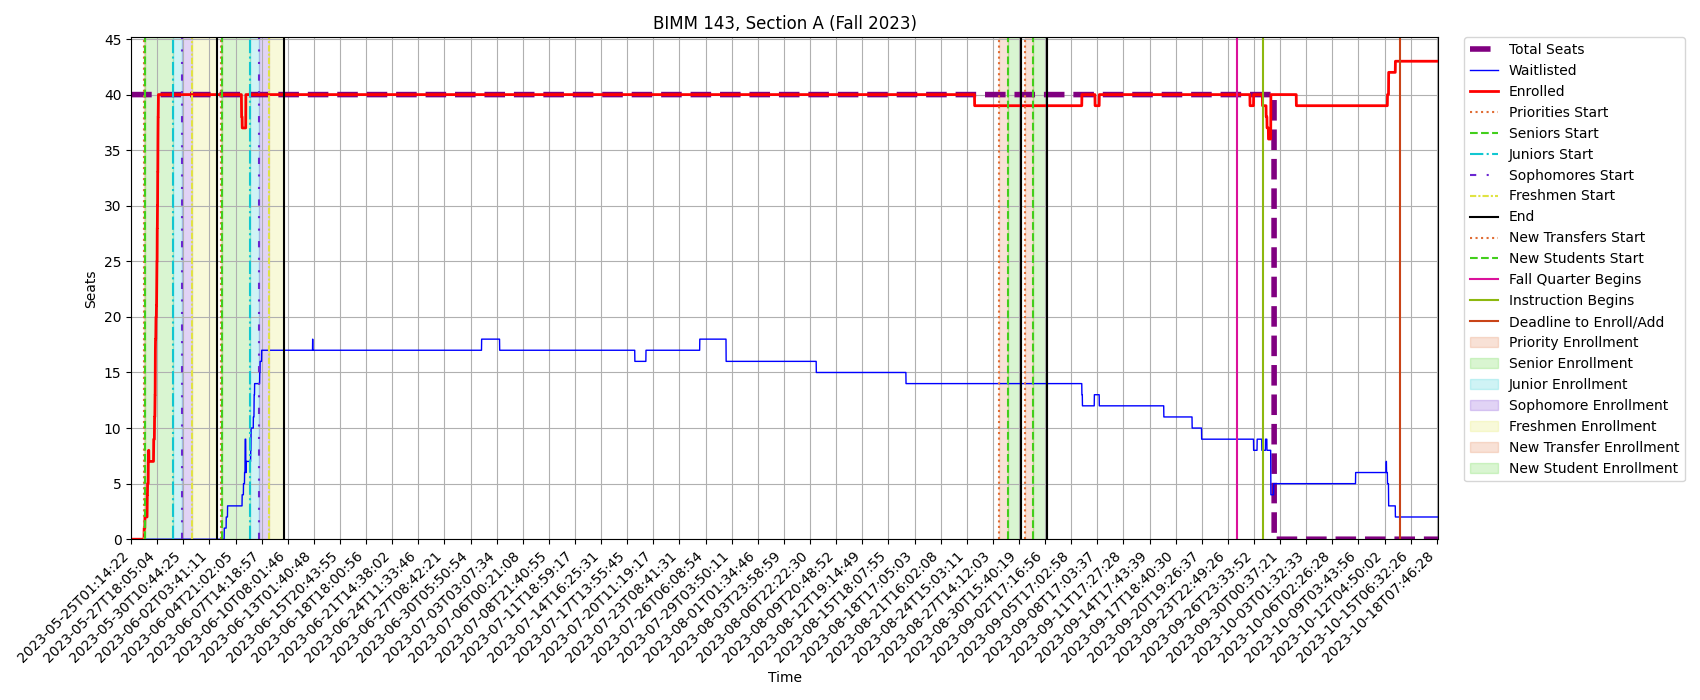 BIMM 143, Section A (Fall 2023)
45
40
35
30
25
20
15
10
5
0
Seats
2023-05-25T01:14:22
2023-05-27T18:05:04
2023-05-30T10:44:25
2023-06-02T03:41:11
2023-06-04T21:02:05
2023-06-07T14:18:57
2023-06-10T08:01:46
2023-06-13T01:40:48
2023-06-15T20:43:55
2023-06-18T18:00:56
2023-06-21T14:38:02
2023-06-24T11:33:46
2023-06-27T08:42:21
2023-06-30T05:50:54
2023-07-03T03:07:34
2023-07-06T00:21:08
2023-07-08T21:40:55
2023-07-11T18:59:17
2023-07-14T16:25:31
2023-07-17T13:55:45
2023-07-20T11:19:17
2023-07-23T08:41:31
2023-07-26T06:08:54
2023-07-29T03:50:11
2023-08-01T01:34:46
2023-08-03T23:58:59
2023-08-06T22:22:30
2023-08-09T20:48:52
2023-08-12T19:14:49
2023-08-15T18:07:55
2023-08-18T17:05:03
2023-08-21T16:02:08
2023-08-24T15:03:11
2023-08-27T14:12:03
2023-08-30T15:40:19
2023-09-02T17:16:56
2023-09-05T17:02:58
2023-09-08T17:03:37
2023-09-11T17:27:28
2023-09-14T17:43:39
2023-09-17T18:40:30
2023-09-20T19:26:37
2023-09-23T22:49:26
2023-09-26T23:33:52
2023-09-30T00:37:21
2023-10-03T01:32:33
2023-10-06T02:26:28
2023-10-09T03:43:56
2023-10-12T04:50:02
2023-10-15T06:32:26
2023-10-18T07:46:28
Time
Total Seats
Waitlisted
Enrolled
Priorities Start
Seniors Start
Juniors Start
Sophomores Start
Freshmen Start
End
New Transfers Start
New Students Start
Fall Quarter Begins
Instruction Begins
Deadline to Enroll/Add
Priority Enrollment
Senior Enrollment
Junior Enrollment
Sophomore Enrollment
Freshmen Enrollment
New Transfer Enrollment
New Student Enrollment